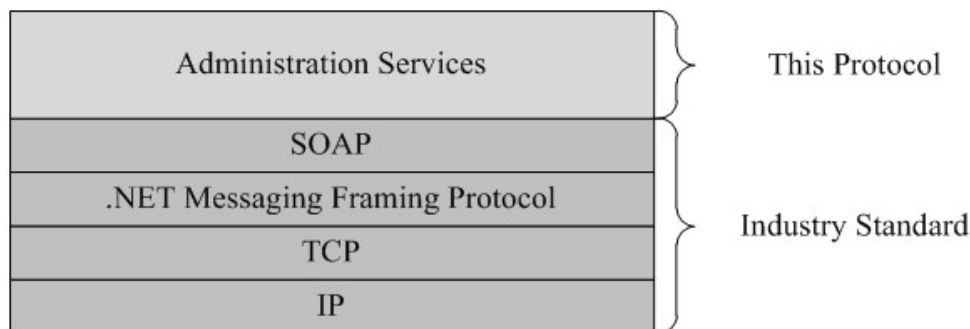 Administration Services
This Protocol
SOAP
.NET Messaging Framing Protocol
Industry Standard
TCP
IP